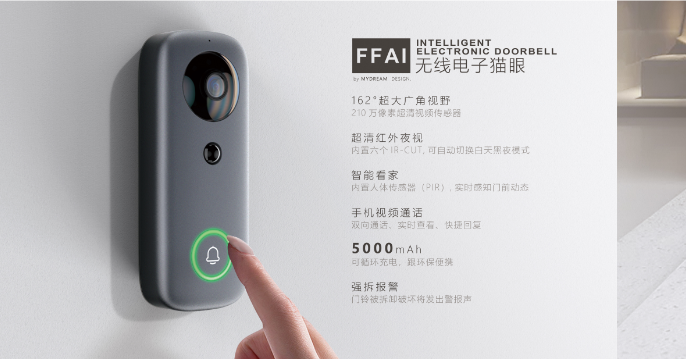 FFAI
INTELLIGENT
ELECTRONIC DOORBELL
无线电子猫眼
by MYDREAM DESIGN.
162°超大广角视野
210万像素超清视频传感器
超清红外夜视
内置六个IR-CUT, 可自动切换白天黑夜模式
智能看家
内置人体传感器（PIR）, 实时感知门前动态
手机视频通话
双向通话、实时查看、快捷回复
5000mAh
可循环充电、跟环保便携
强拆报警
门铃被拆卸破坏将发出警报声